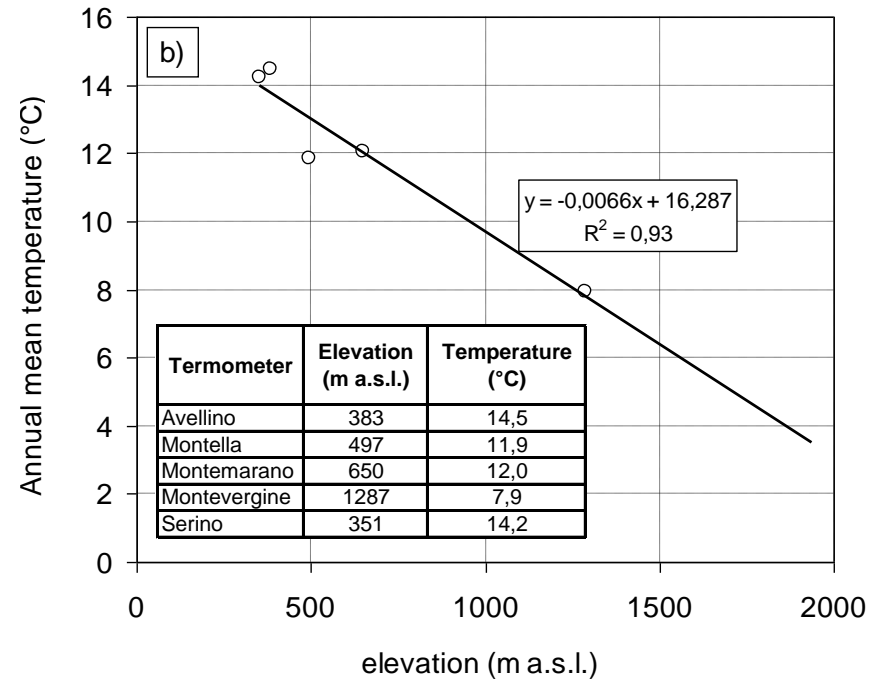 b)
Annual mean temperature (°C)
16
14
12
10
8
6
4
2
0
y = -0,0066x + 16,287
R² = 0,93
Termometer Elevation (m a.s.l.) Temperature (°C)
Avellino 383 14,5
Montella 497 11,9
Montemarano 650 12,0
Montevergine 1287 7,9
Serino 351 14,2
0 500 1000 1500 2000
elevation (m a.s.l.)